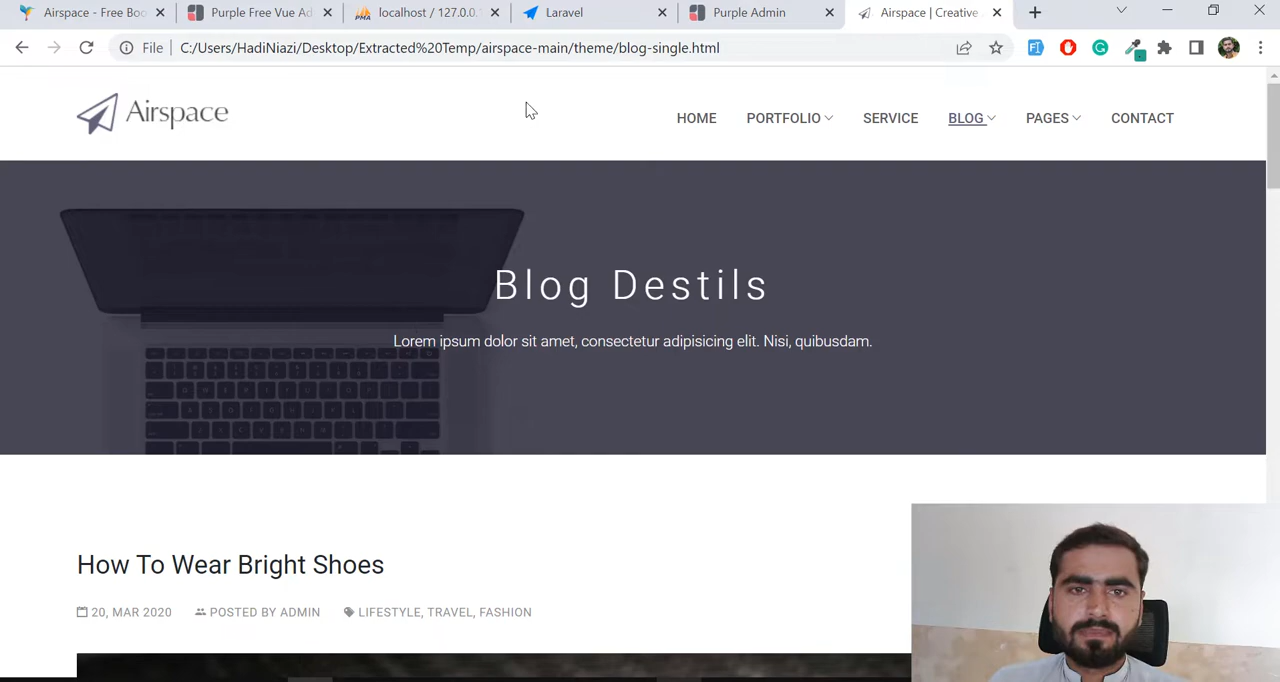 Airspace - Free Boo
Purple Free Vue Ad
localhost / 127.0.0.
Laravel
Purple Admin
Airspace | Creative
File
C:/Users/HadiNiazi/Desktop/Extracted%20Temp/airspace-main/theme/blog-single.html
Airspace
HOME
PORTFOLIO
SERVICE
BLOG
PAGES
CONTACT
Blog Destils
Lorem ipsum dolor sit amet, consectetur adipisicing elit. Nisi, quibusdam.
How To Wear Bright Shoes
20, MAR 2020
POSTED BY ADMIN
LIFESTYLE, TRAVEL, FASHION